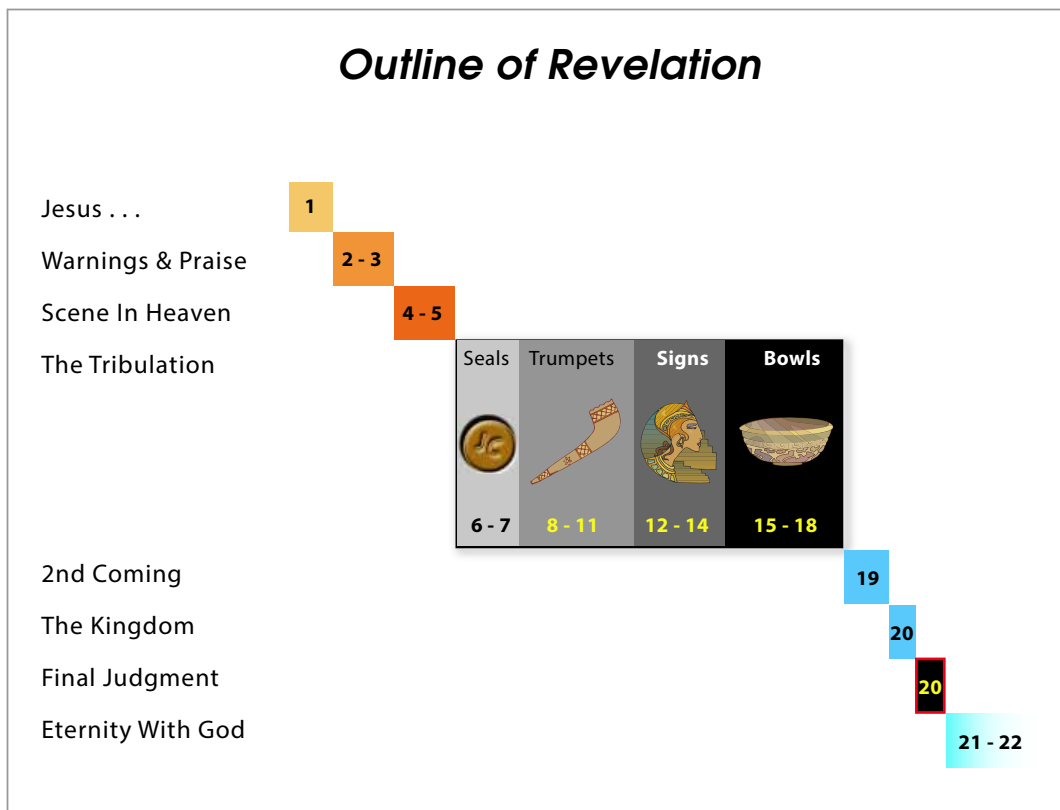 Outline of Revelation
Jesus . . .
1
Warnings & Praise
2 - 3
Scene In Heaven
4 - 5
The Tribulation
Seals
Trumpets
Signs
Bowls
6 - 7
8 - 11
12 - 14
15 - 18
2nd Coming
19
The Kingdom
20
Final Judgment
20
Eternity With God
21 - 22